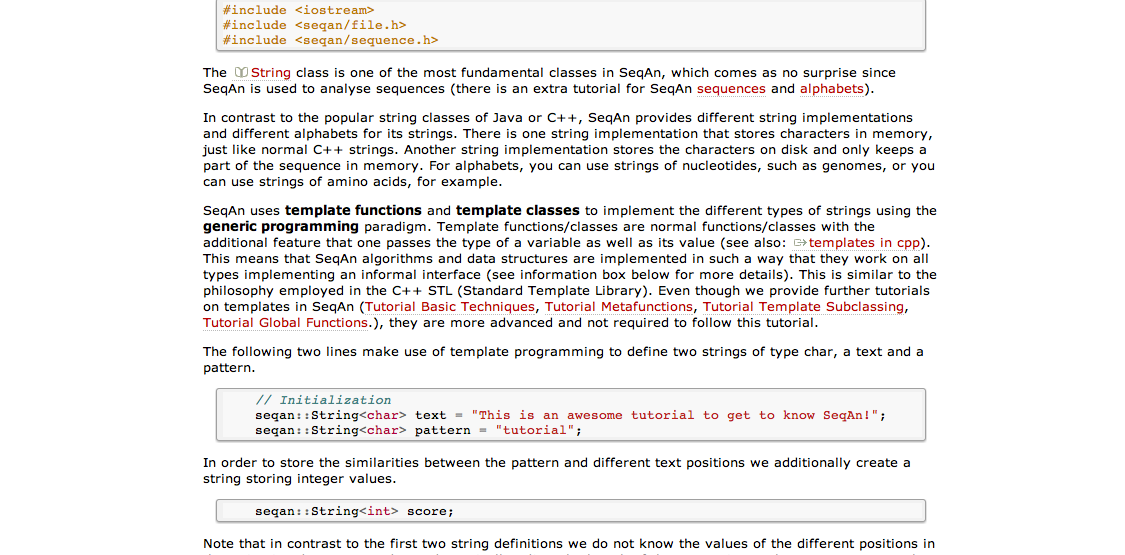 #include <iostream>
#include <seqan/file.h>
#include <seqan/sequence.h>
The String class is one of the most fundamental classes in SeqAn, which comes as no surprise since
SeqAn is used to analyse sequences (there is an extra tutorial for SeqAn sequences and alphabets).
In contrast to the popular string classes of Java or C++, SeqAn provides different string implementations
and different alphabets for its strings. There is one string implementation that stores characters in memory,
just like normal C++ strings. Another string implementation stores the characters on disk and only keeps a
part of the sequence in memory. For alphabets, you can use strings of nucleotides, such as genomes, or you
can use strings of amino acids, for example.
SeqAn uses template functions and template classes to implement the different types of strings using the
generic programming paradigm. Template functions/classes are normal functions/classes with the
additional feature that one passes the type of a variable as well as its value (see also: templates in cpp).
This means that SeqAn algorithms and data structures are implemented in such a way that they work on all
types implementing an informal interface (see information box below for more details). This is similar to the
philosophy employed in the C++ STL (Standard Template Library). Even though we provide further tutorials
on templates in SeqAn (Tutorial Basic Techniques, Tutorial Metafunctions, Tutorial Template Subclassing,
Tutorial Global Functions.), they are more advanced and not required to follow this tutorial.
The following two lines make use of template programming to define two strings of type char, a text and a
pattern.
// Initialization
seqan::String<char> text = "This is an awesome tutorial to get to know SeqAn!";
seqan::String<char> pattern = "tutorial";
In order to store the similarities between the pattern and different text positions we additionally create a
string storing integer values.
seqan::String<int> score;
Note that in contrast to the first two string definitions we do not know the values of the different positions in